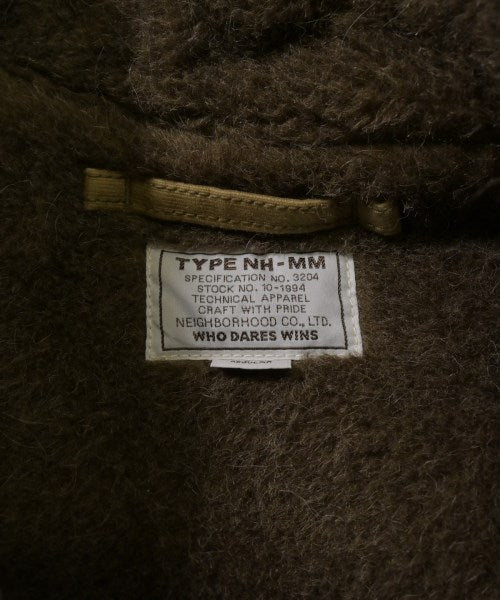 TYPE NH-MM
SPECIFICATION NO. 3204
STOCK NO. 10-1994
TECHNICAL APPAREL
CRAFT WITH PRIDE
NEIGHBORHOOD CO., LTD.
WHO DARES WINS